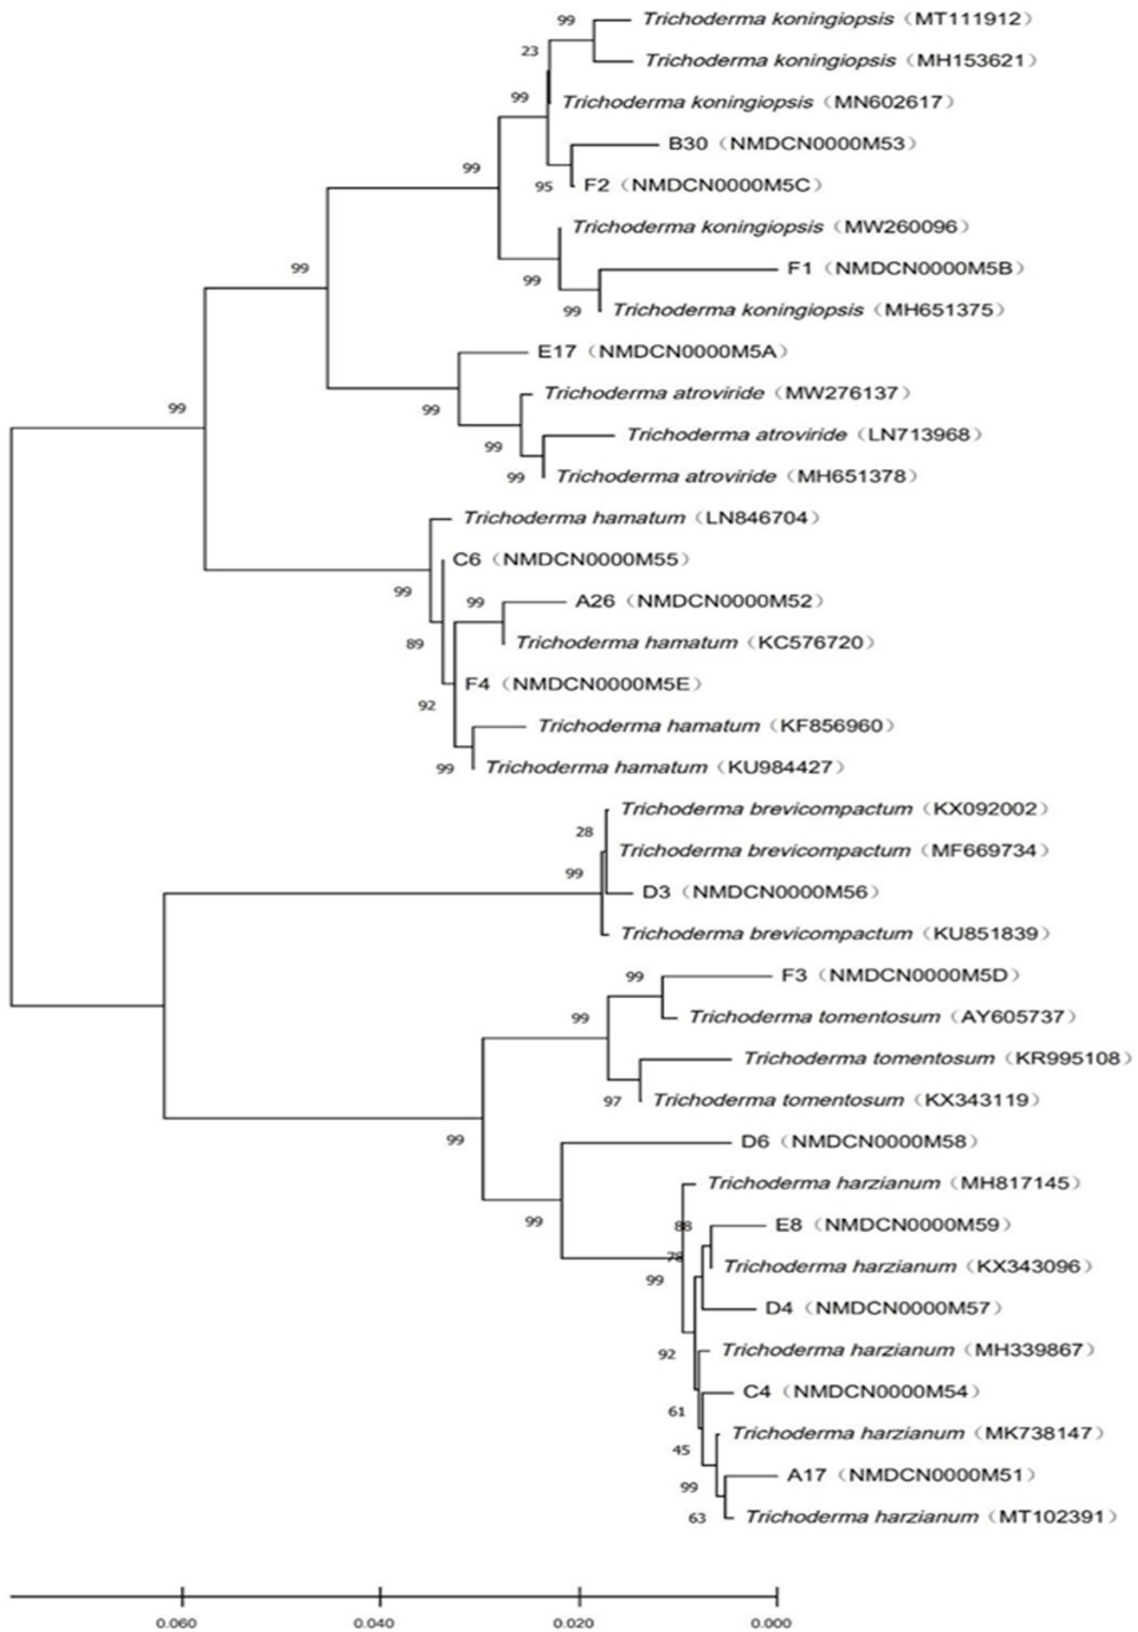 99
Trichoderma koningiopsis（MT111912）
23
Trichoderma koningiopsis（MH153621）
99
Trichoderma koningiopsis（MN602617）
B30（NMDCN0000M53）
99
95
F2（NMDCN0000M5C）
Trichoderma koningiopsis（MW260096）
99
F1（NMDCN0000M5B）
99
99
Trichoderma koningiopsis（MH651375）
E17（NMDCN0000M5A）
Trichoderma atroviride（MW276137）
99
99
Trichoderma atroviride（LN713968）
99
99
Trichoderma atroviride（MH651378）
Trichoderma hamatum（LN846704）
C6（NMDCN0000M55）
99
99
A26（NMDCN0000M52）
89
Trichoderma hamatum（KC576720）
F4（NMDCN0000M5E）
92
Trichoderma hamatum（KF856960）
99
Trichoderma hamatum（KU984427）
Trichoderma brevicompactum（KX092002）
28
Trichoderma brevicompactum（MF669734）
99
D3（NMDCN0000M56）
Trichoderma brevicompactum（KU851839）
99
F3（NMDCN0000M5D）
99
Trichoderma tomentosum（AY605737）
Trichoderma tomentosum（KR995108）
97
Trichoderma tomentosum（KX343119）
99
D6（NMDCN0000M58）
Trichoderma harzianum（MH817145）
99
88
E8（NMDCN0000M59）
78
Trichoderma harzianum（KX343096）
99
D4（NMDCN0000M57）
92
Trichoderma harzianum（MH339867）
C4（NMDCN0000M54）
61
Trichoderma harzianum（MK738147）
45
A17（NMDCN0000M51）
99
63
Trichoderma harzianum（MT102391）
0.060 0.040 0.020 0.000